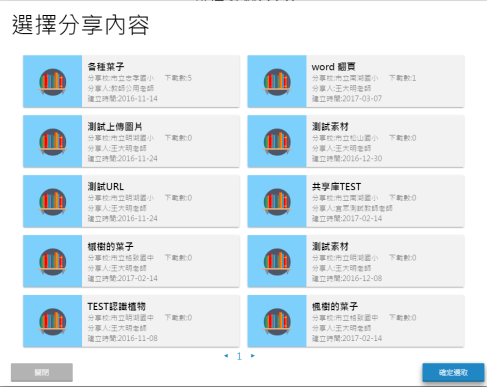 選擇分享內容
各種葉子
分享校:市立忠孝國小 下載數:5
分享人:教師公用老師
建立時間:2016-11-14
word 翻頁
分享校:市立南湖國小 下載數:1
分享人:王大明老師
建立時間:2017-03-07
測試上傳圖片
分享校:市立明湖國小 下載數:0
分享人:王大明老師
建立時間:2016-11-24
測試素材
分享校:市立松山國小 下載數:0
分享人:王大明老師
建立時間:2016-12-30
測試URL
分享校:市立明湖國小 下載數:0
分享人:王大明老師
建立時間:2016-11-24
共享庫TEST
分享校:市立南湖國小 下載數:0
分享人:宜眾測試教師老師
建立時間:2017-02-14
槭樹的葉子
分享校:市立格致國中 下載數:0
分享人:王大明老師
建立時間:2017-02-14
測試素材
分享校:市立明湖國小 下載數:0
分享人:王大明老師
建立時間:2016-12-08
TEST認識植物
分享校:市立明湖國中 下載數:0
分享人:王大明老師
建立時間:2016-11-08
楓樹的葉子
分享校:市立格致國中 下載數:0
分享人:王大明老師
建立時間:2017-02-14
1
關閉
確定選取